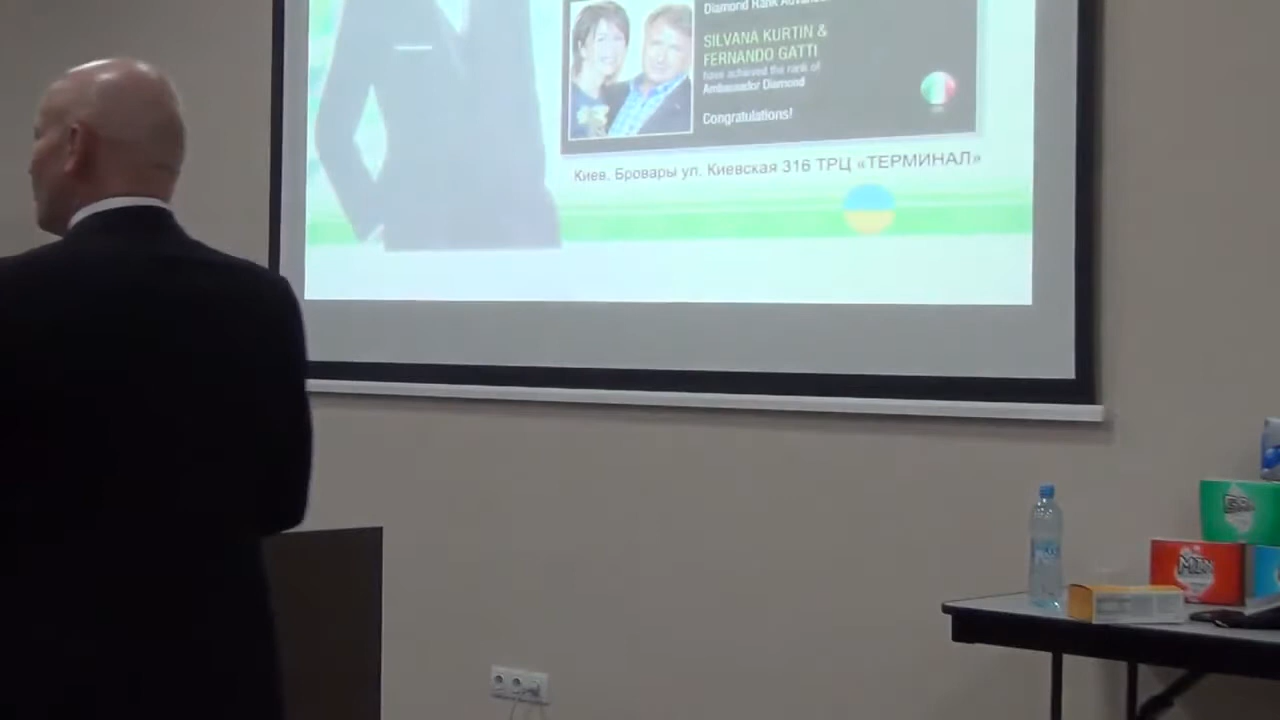 Diamond Rank
SILVANA KURTIN &
FERNANDO GATTI
have achieved the rank of
Ambassador Diamond
Congratulations!
Киев. Бровары ул. Киевская 316 ТРЦ «ТЕРМИНАЛ»
MEN